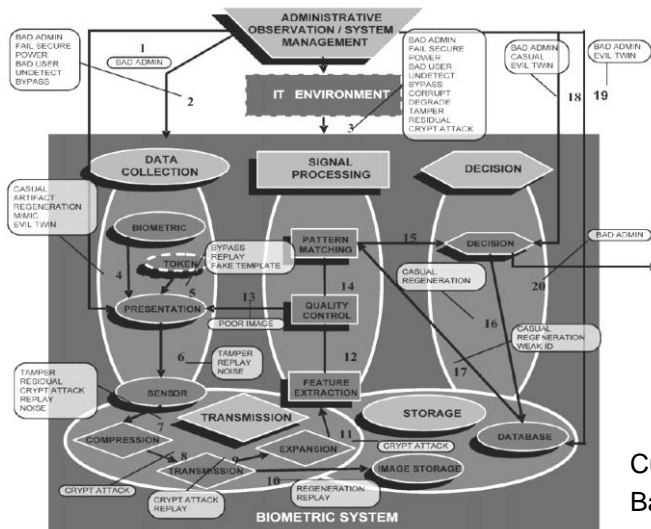 ADMINISTRATIVE
OBSERVATION / SYSTEM
MANAGEMENT
BAD ADMIN
FAIL SECURE
POWER
BAD USER
UNDETECT
BYPASS
1
BAD ADMIN
2
IT ENVIRONMENT
3
BAD ADMIN
FAIL SECURE
POWER
BAD USER
UNDETECT
BYPASS
CORRUPT
DEGRADE
TAMPER
RESIDUAL
CRYPT ATTACK
BAD ADMIN
CASUAL
EVIL TWIN
18
BAD ADMIN
EVIL TWIN
19
DATA
COLLECTION
SIGNAL
PROCESSING
DECISION
CASUAL
ARTIFACT
REGENERATION
MIMIC
EVIL TWIN
BIOMETRIC
4
TOKEN
5
BYPASS
REPLAY
FAKE TEMPLATE
PRESENTATION
PATTERN
MATCHING
15
DECISION
BAD ADMIN
20
14
CASUAL
REGENERATION
16
13
POOR IMAGE
QUALITY
CONTROL
12
CASUAL
REGENERATION
WEAK ID
17
6
TAMPER
REPLAY
NOISE
TAMPER
RESIDUAL
CRYPT ATTACK
REPLAY
NOISE
SENSOR
FEATURE
EXTRACTION
7
TRANSMISSION
STORAGE
COMPRESSION
8
9
EXPANSION
11
CRYPT ATTACK
DATABASE
TRANSMISSION
10
IMAGE STORAGE
CRYPT ATTACK
CRYPT ATTACK
REPLAY
REGENERATION
REPLAY
BIOMETRIC SYSTEM
Cu
Ba